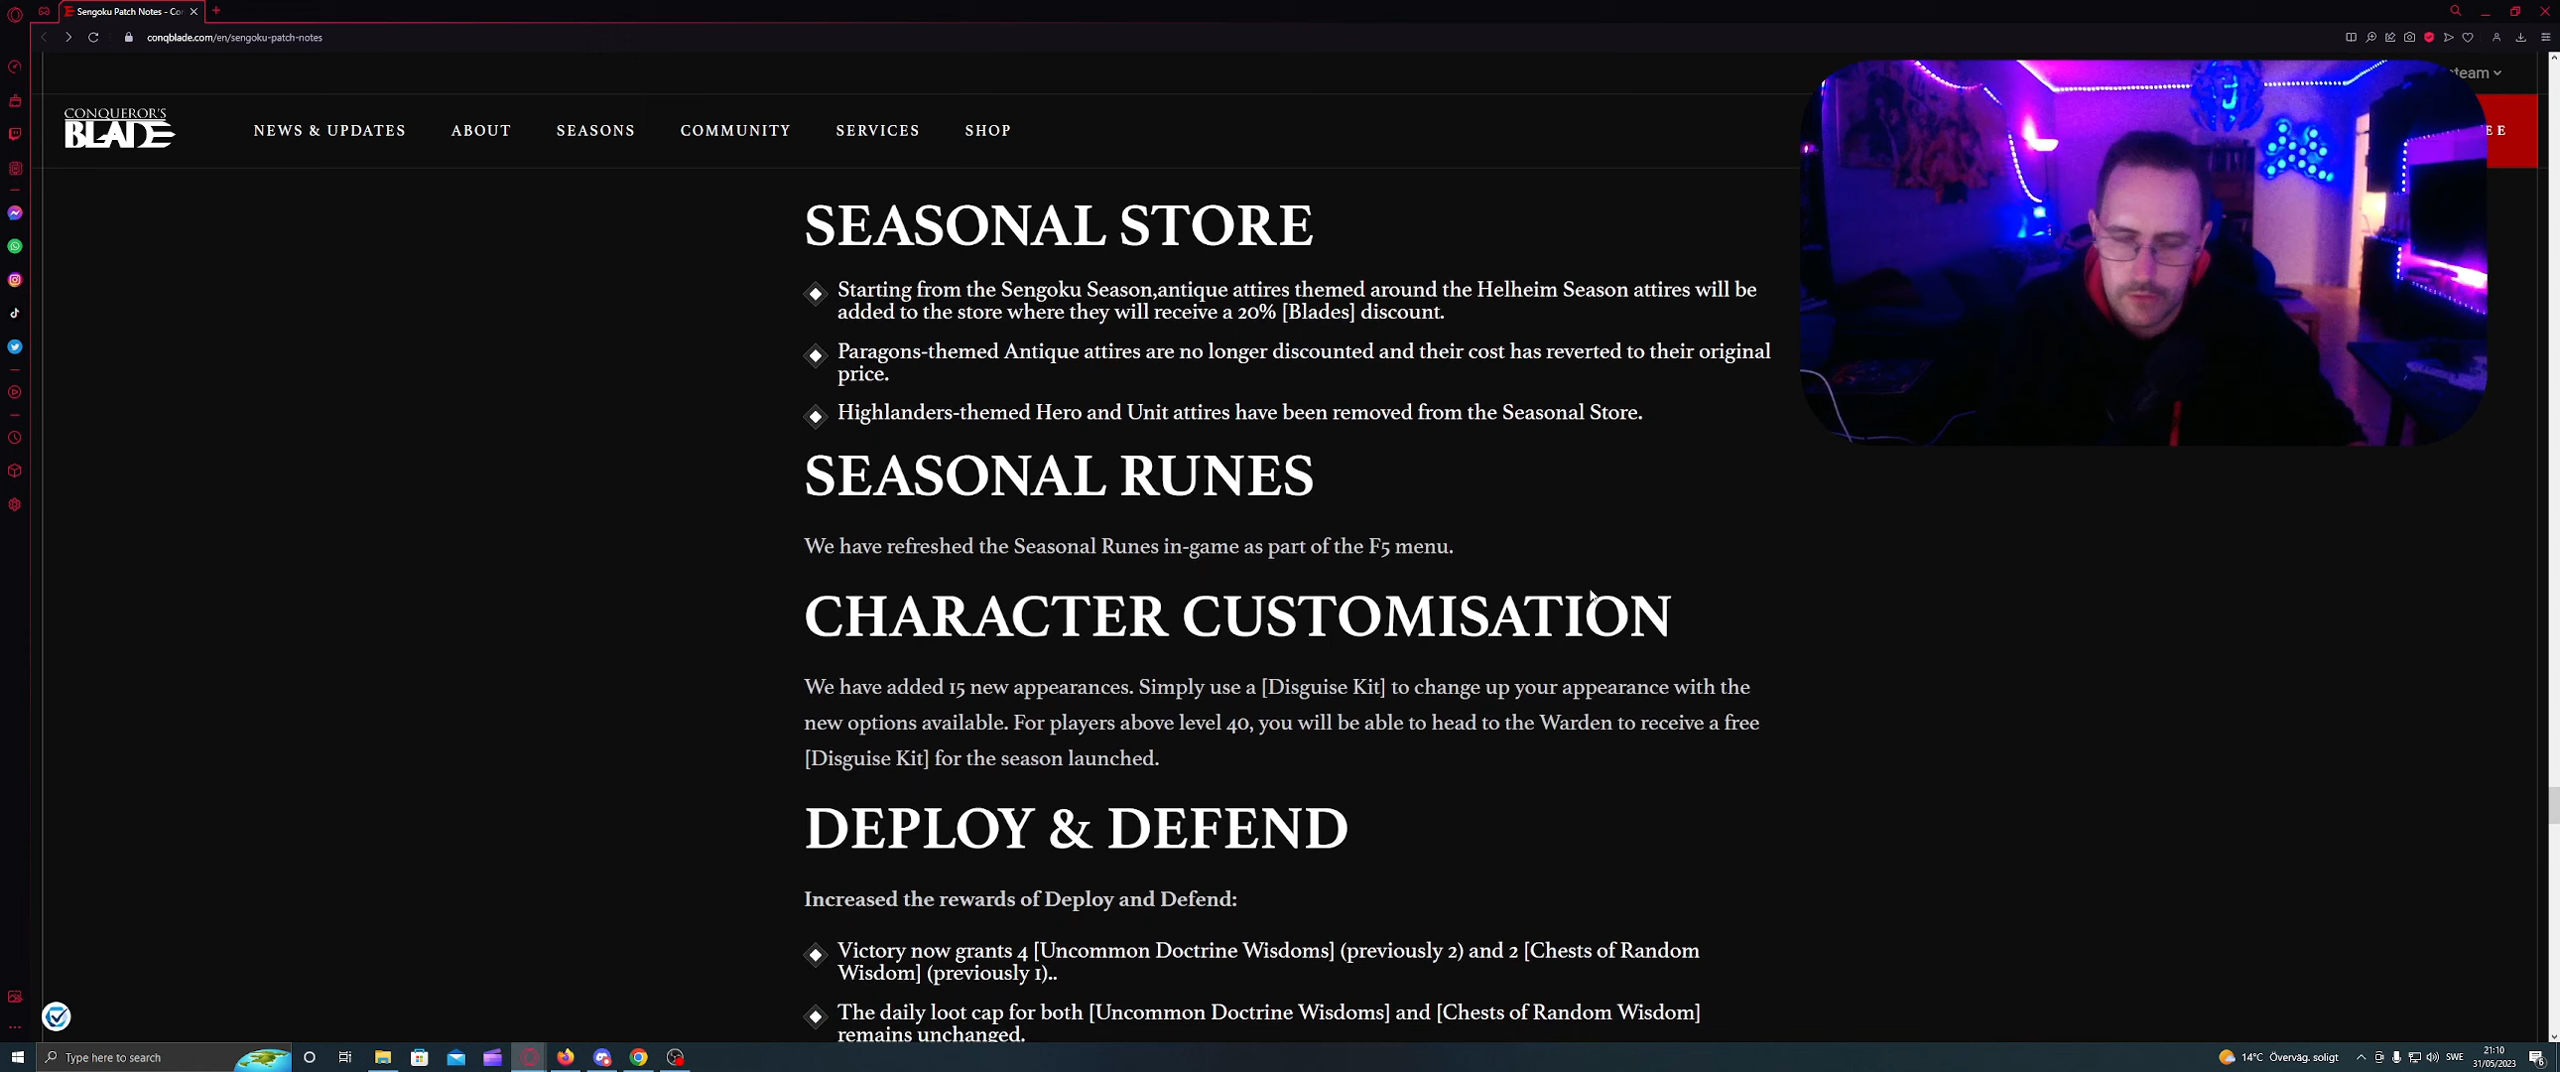 Sengoku Patch Notes - Co
conqblade.com/en/sengoku-patch-notes
team
CONQUEROR'S
BLADE
NEWS & UPDATES
ABOUT
SEASONS
COMMUNITY
SERVICES
SHOP
EE
SEASONAL STORE
Starting from the Sengoku Season,antique attires themed around the Helheim Season attires will be
added to the store where they will receive a 20% [Blades] discount.
Paragons-themed Antique attires are no longer discounted and their cost has reverted to their original
price.
Highlanders-themed Hero and Unit attires have been removed from the Seasonal Store.
SEASONAL RUNES
We have refreshed the Seasonal Runes in-game as part of the F5 menu.
CHARACTER CUSTOMISATION
We have added 15 new appearances. Simply use a [Disguise Kit] to change up your appearance with the
new options available. For players above level 40, you will be able to head to the Warden to receive a free
[Disguise Kit] for the season launched.
DEPLOY & DEFEND
Increased the rewards of Deploy and Defend:
Victory now grants 4 [Uncommon Doctrine Wisdoms] (previously 2) and 2 [Chests of Random
Wisdom] (previously 1)..
The daily loot cap for both [Uncommon Doctrine Wisdoms] and [Chests of Random Wisdom]
remains unchanged.
Type here to search
14°C Överväg. soligt
SWE
21:10
31/05/2023
6